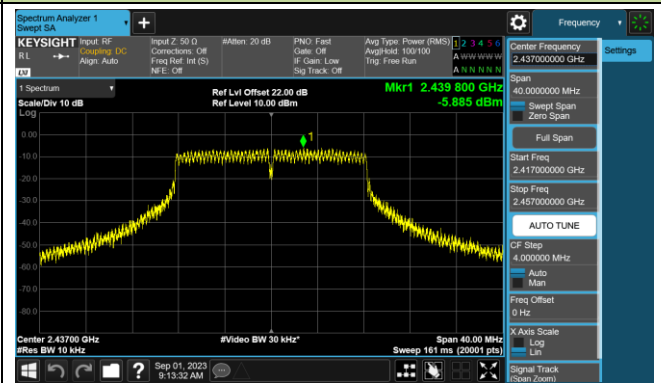 Spectrum Analyzer 1
Swept SA
+
Frequency
KEYSIGHT
RL
LXI
Input: RF
Coupling: DC
Align: Auto
Input Z: 50 Ω
Corrections: Off
Freq Ref: Int (S)
NFE: Off
#Atten: 20 dB
PNO: Fast
Gate: Off
IF Gain: Low
Sig Track: Off
Avg Type: Power (RMS)
Avg|Hold: 100/100
Trig: Free Run
1 2 3 4 5 6
A W W W W W
A N N N N N
1 Spectrum
Scale/Div 10 dB
Log
Ref Lvl Offset 22.00 dB
Ref Level 10.00 dBm
Mkr1 2.439 800 GHz
-5.885 dBm
1
0.00
-10.0
-20.0
-30.0
-40.0
-50.0
-60.0
-70.0
-80.0
Center 2.43700 GHz
#Res BW 10 kHz
#Video BW 30 kHz*
Span 40.00 MHz
Sweep 161 ms (20001 pts)
Center Frequency
2.437000000 GHz
Settings
Span
40.0000000 MHz
Swept Span
Zero Span
Full Span
Start Freq
2.417000000 GHz
Stop Freq
2.457000000 GHz
AUTO TUNE
CF Step
4.000000 MHz
Auto
Man
Freq Offset
0 Hz
X Axis Scale
Log
Lin
Signal Track
(Span Zoom)
?
Sep 01, 2023
9:13:32 AM